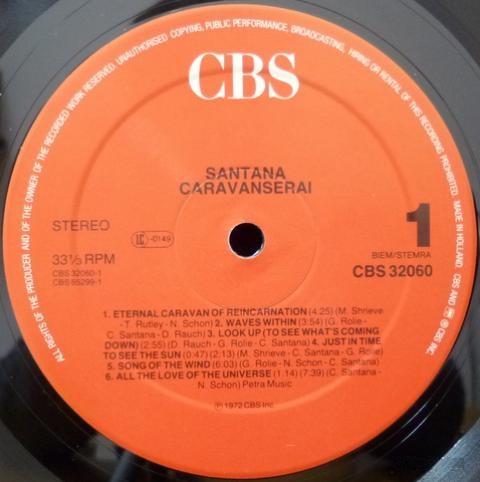 ALL RIGHTS OF THE PRODUCER AND OF THE OWNER OF THE RECORDED WORK RESERVED. UNAUTHORISED COPYING, PUBLIC PERFORMANCE, BROADCASTING, HIRING OR RENTAL OF THIS RECORDING PROHIBITED. MADE IN HOLLAND. CBS AND ® CBS INC.
CBS
SANTANA
CARAVANSERAI
STEREO
1
33⅓ RPM
LC -0149
BIEM/STEMRA
CBS 32060-1
CBS 32060
CBS 65299-1
1. ETERNAL CARAVAN OF REINCARNATION (4:25) (M. Shrieve
- T. Rutley - N. Schon) 2. WAVES WITHIN (3:54) (G. Rolie -
C. Santana - D. Rauch) 3. LOOK UP (TO SEE WHAT'S COMING
DOWN) (2:55) (D. Rauch - G. Rolie - C. Santana) 4. JUST IN TIME
TO SEE THE SUN (0:47) (2:13) (M. Shrieve - C. Santana - G. Rolie)
5. SONG OF THE WIND (6:03) (G. Rolie - C. Santana - N. Schon)
6. ALL THE LOVE OF THE UNIVERSE (1:14) (7:39) (C. Santana -
N. Schon) Petra Music
℗ 1972 CBS Inc.